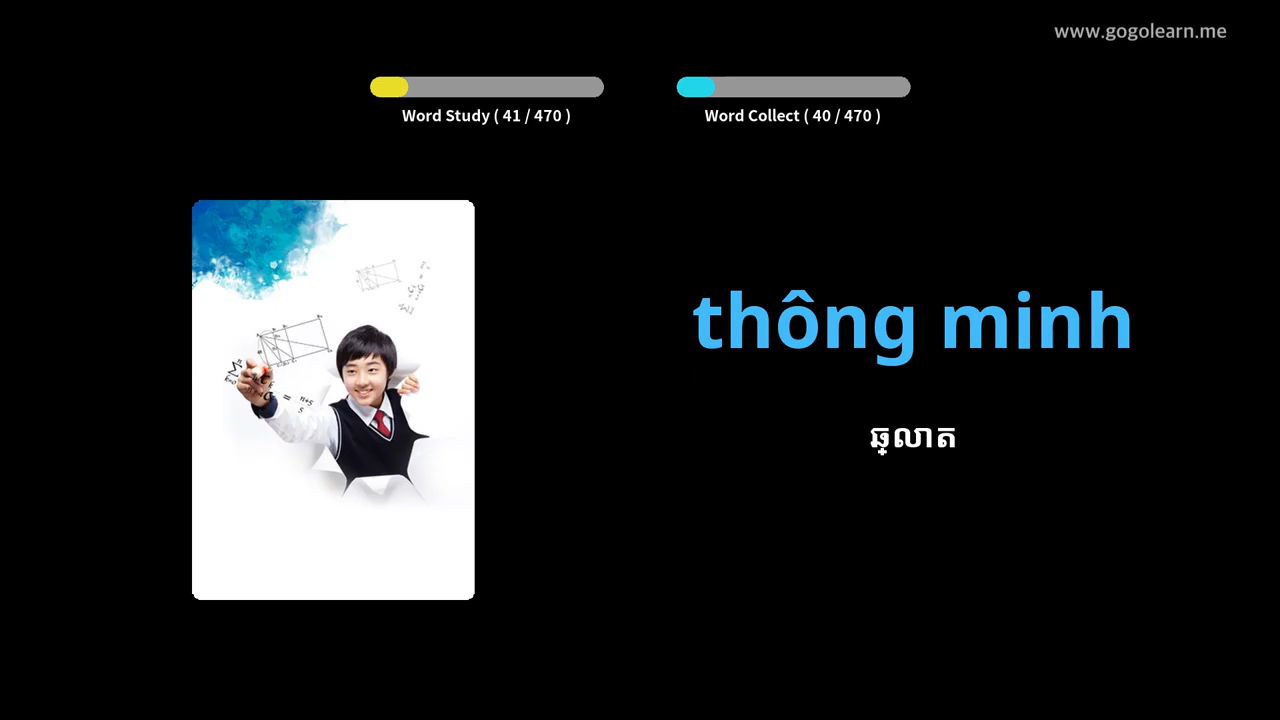 www.gogolearn.me
Word Study ( 41 / 470 )
Word Collect ( 40 / 470 )
thông minh
ឆ្លាត